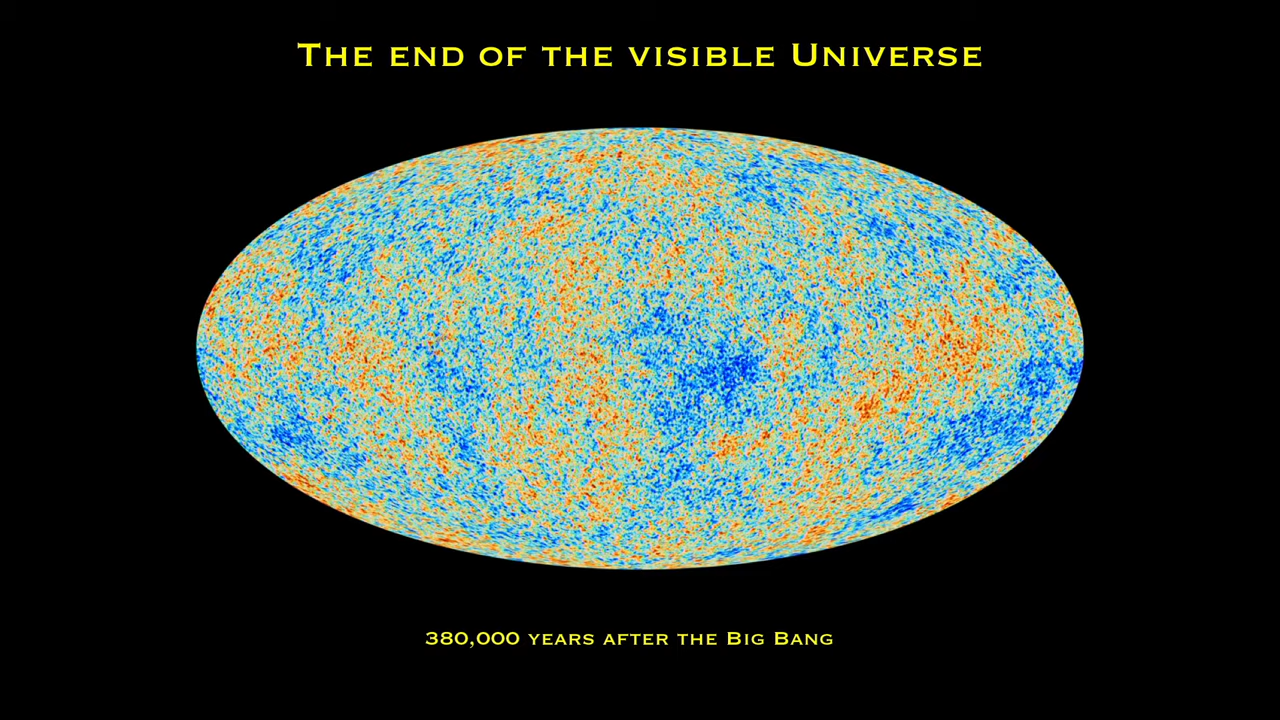 The end of the visible Universe
380,000 years after the Big Bang